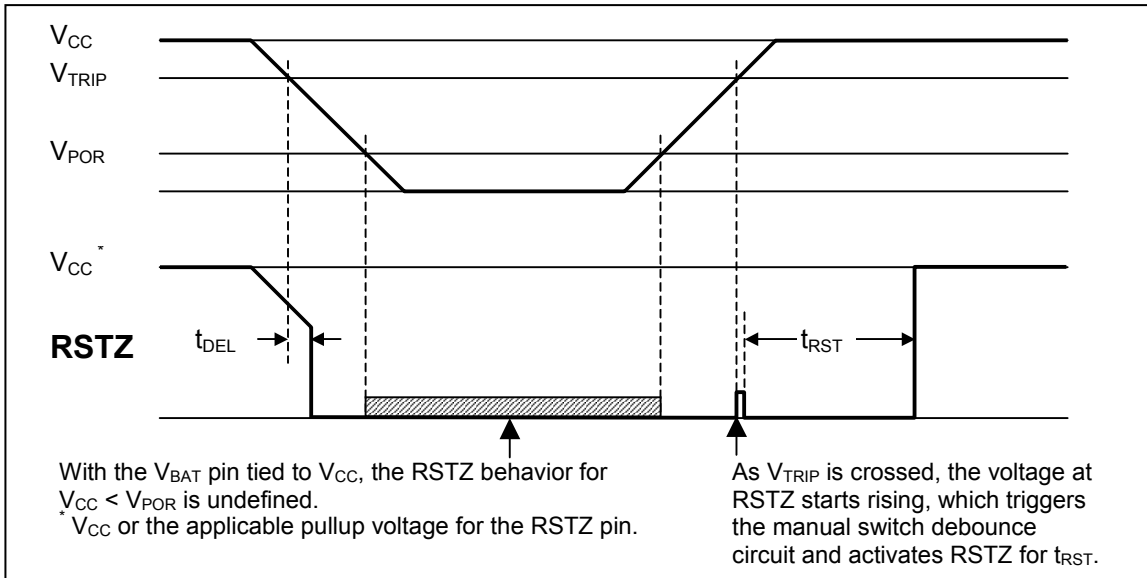 VCC
VTRIP
VPOR
VCC *
RSTZ
tDEL
tRST
With the VBAT pin tied to VCC, the RSTZ behavior for
VCC < VPOR is undefined.
* VCC or the applicable pullup voltage for the RSTZ pin.
As VTRIP is crossed, the voltage at
RSTZ starts rising, which triggers
the manual switch debounce
circuit and activates RSTZ for tRST.